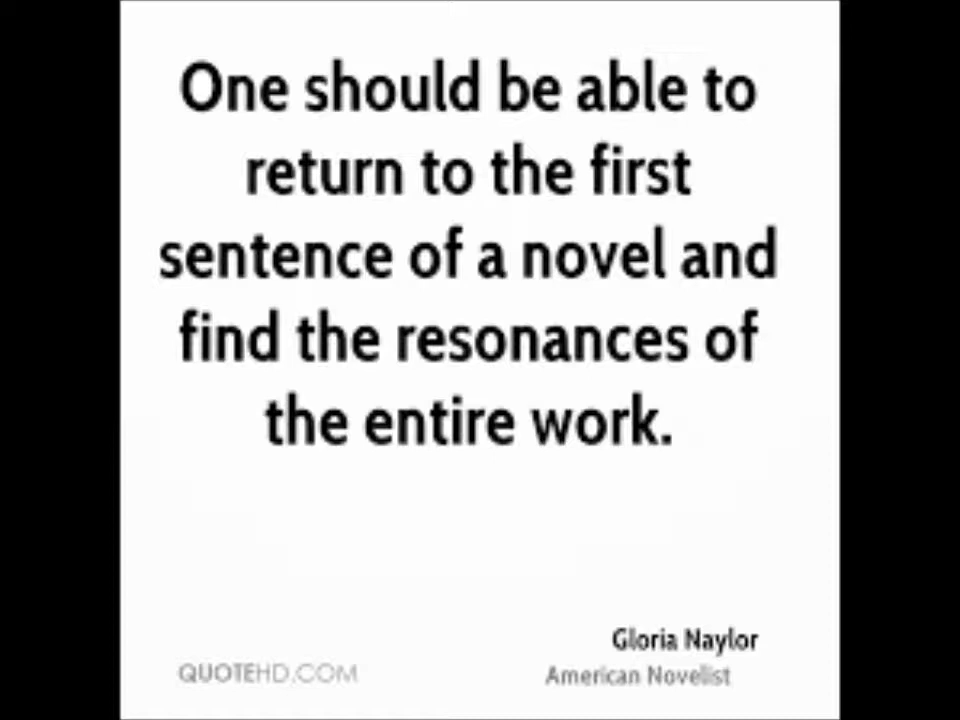 One should be able to
return to the first
sentence of a novel and
find the resonances of
the entire work.
Gloria Naylor
QUOTEHD.COM
American Novelist